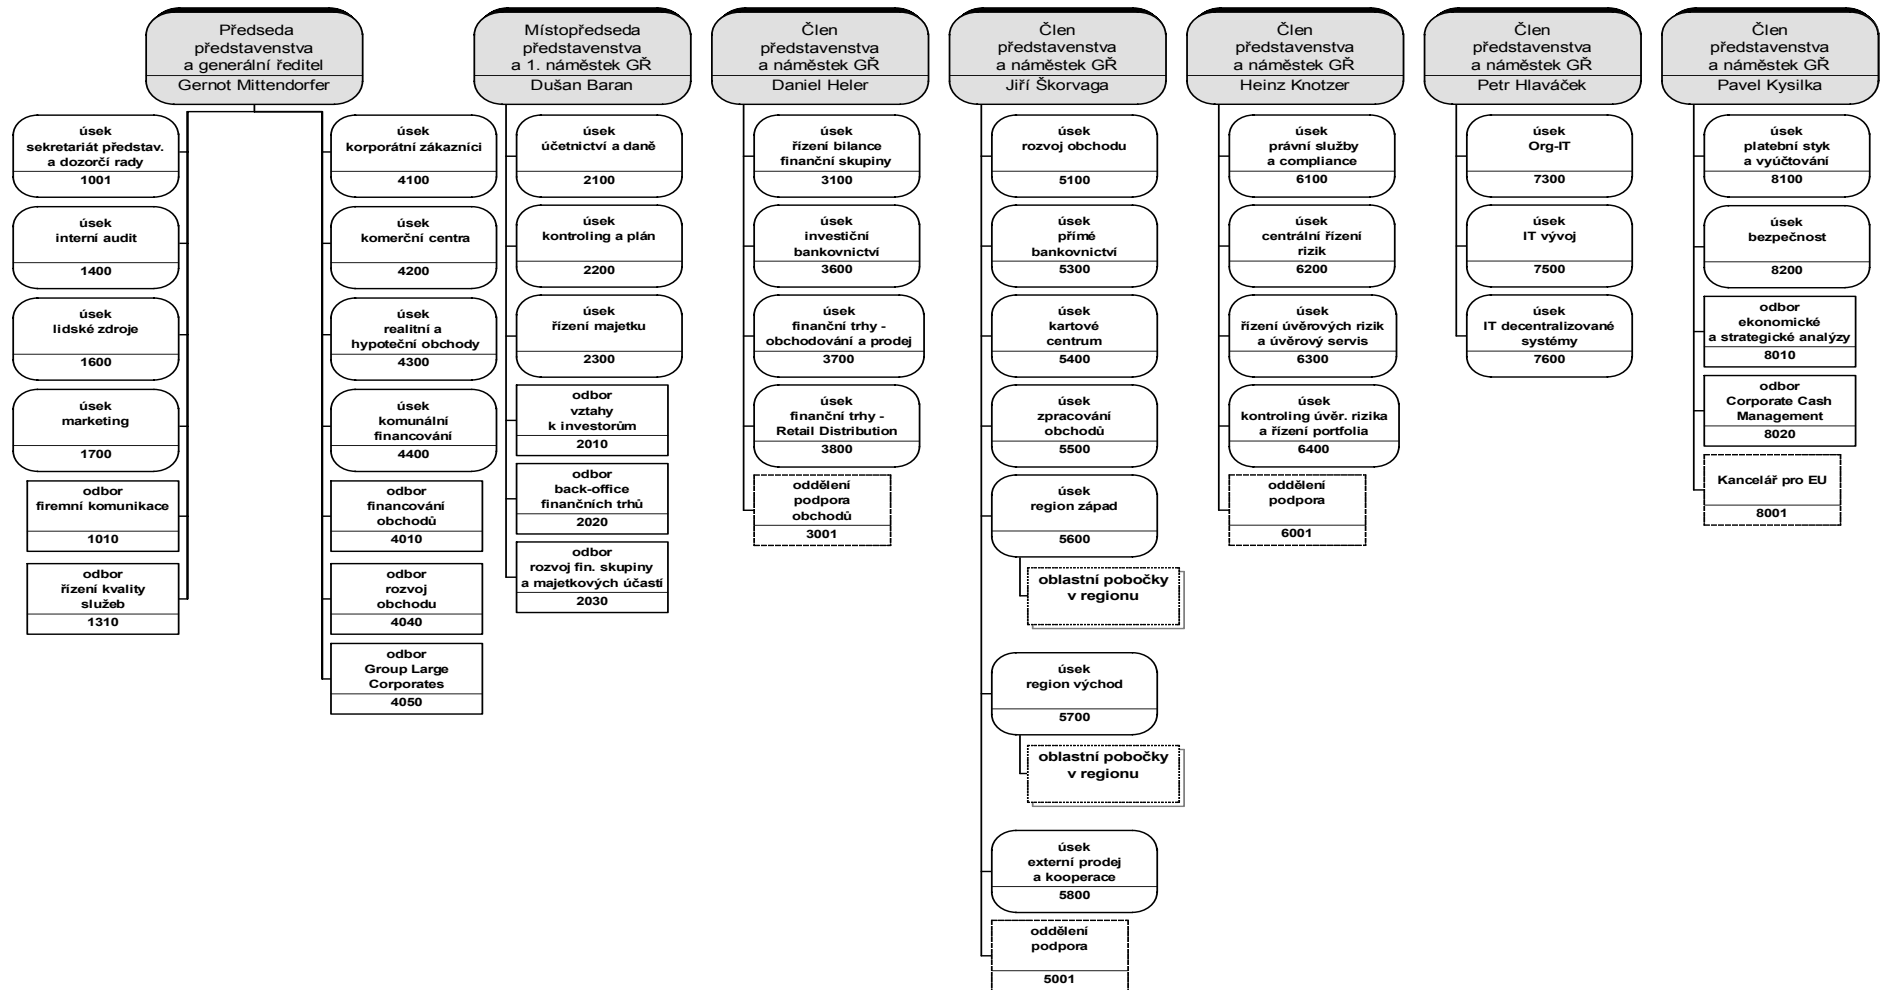 Předseda
představenstva
a generální ředitel
Gernot Mittendorfer
úsek
sekretariát představ.
a dozorčí rady
1001
úsek
interní audit
1400
úsek
lidské zdroje
1600
úsek
marketing
1700
odbor
firemní komunikace
1010
odbor
řízení kvality
služeb
1310
úsek
korporátní zákazníci
4100
úsek
komerční centra
4200
úsek
realitní a
hypoteční obchody
4300
úsek
komunální
financování
4400
odbor
financování
obchodů
4010
odbor
rozvoj
obchodu
4040
odbor
Group Large
Corporates
4050
Místopředseda
představenstva
a 1. náměstek GŘ
Dušan Baran
úsek
účetnictví a daně
2100
úsek
kontroling a plán
2200
úsek
řízení majetku
2300
odbor
vztahy
k investorům
2010
odbor
back-office
finančních trhů
2020
odbor
rozvoj fin. skupiny
a majetkových účastí
2030
Člen
představenstva
a náměstek GŘ
Daniel Heler
úsek
řízení bilance
finanční skupiny
3100
úsek
investiční
bankovnictví
3600
úsek
finanční trhy -
obchodování a prodej
3700
úsek
finanční trhy -
Retail Distribution
3800
oddělení
podpora
obchodů
3001
Člen
představenstva
a náměstek GŘ
Jiří Škorvaga
úsek
rozvoj obchodu
5100
úsek
přímé
bankovnictví
5300
úsek
kartové
centrum
5400
úsek
zpracování
obchodů
5500
úsek
region západ
5600
oblastní pobočky
v regionu
úsek
region východ
5700
oblastní pobočky
v regionu
úsek
externí prodej
a kooperace
5800
oddělení
podpora
5001
Člen
představenstva
a náměstek GŘ
Heinz Knotzer
úsek
právní služby
a compliance
6100
úsek
centrální řízení
rizik
6200
úsek
řízení úvěrových rizik
a úvěrový servis
6300
úsek
kontroling úvěr. rizika
a řízení portfolia
6400
oddělení
podpora
6001
Člen
představenstva
a náměstek GŘ
Petr Hlaváček
úsek
Org-IT
7300
úsek
IT vývoj
7500
úsek
IT decentralizované
systémy
7600
Člen
představenstva
a náměstek GŘ
Pavel Kysilka
úsek
platební styk
a vyúčtování
8100
úsek
bezpečnost
8200
odbor
ekonomické
a strategické analýzy
8010
odbor
Corporate Cash
Management
8020
Kancelář pro EU
8001